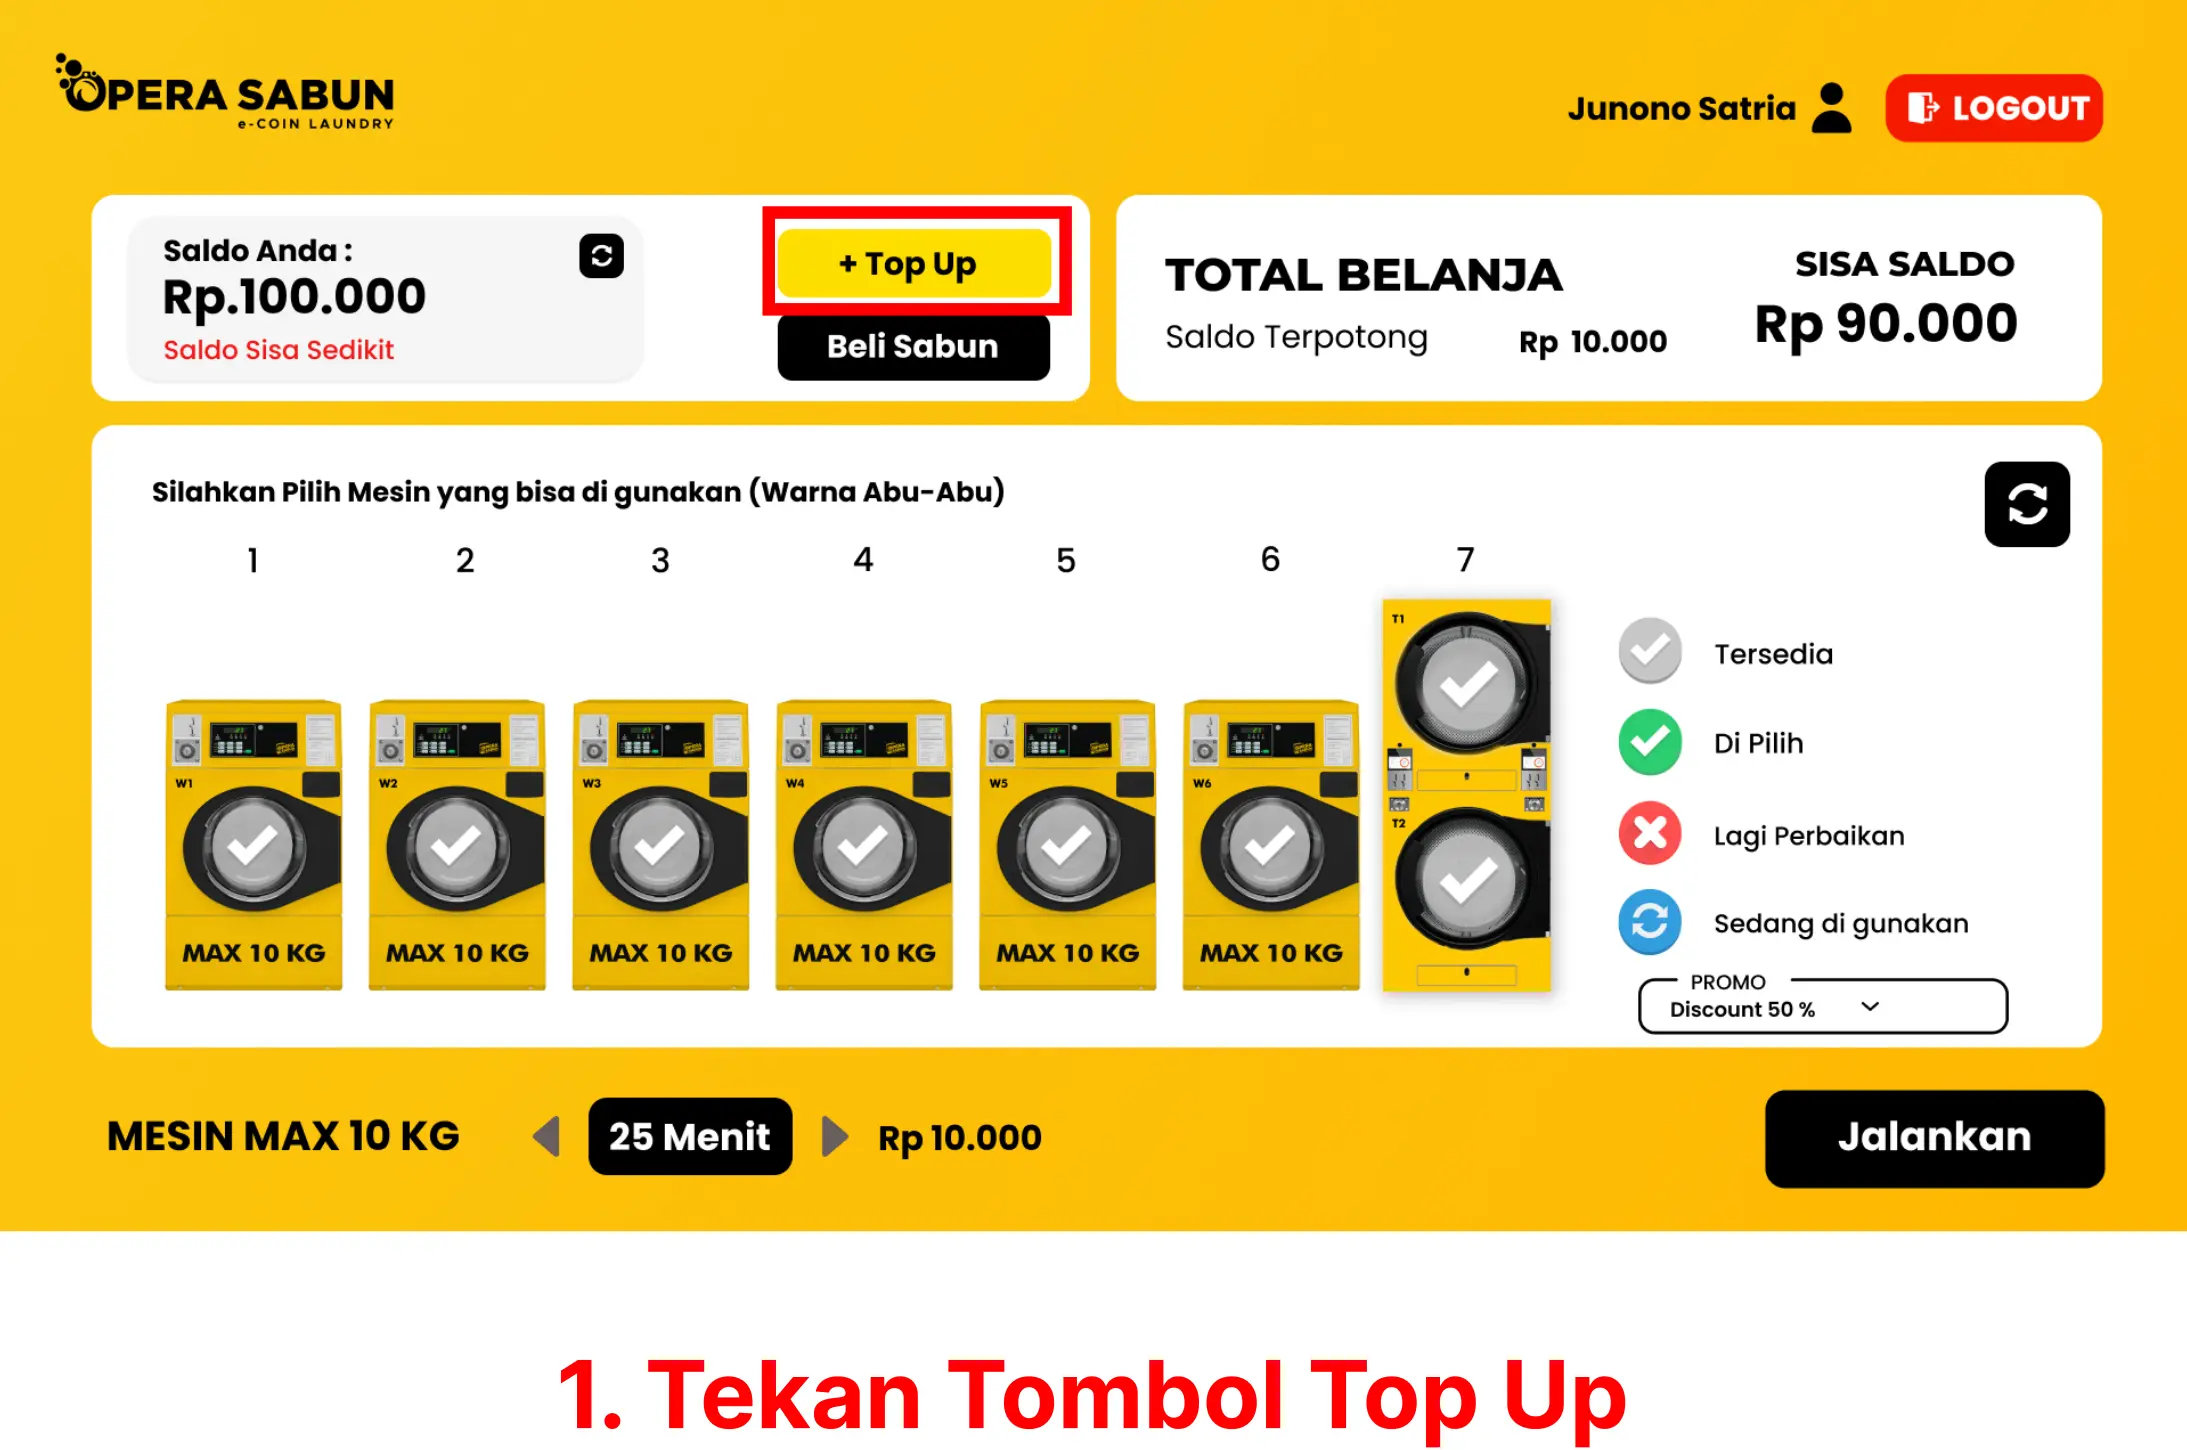 OPERA SABUN
e-COIN LAUNDRY
Junono Satria
LOGOUT
Saldo Anda :
Rp.100.000
Saldo Sisa Sedikit
+ Top Up
Beli Sabun
TOTAL BELANJA
Saldo Terpotong
Rp 10.000
SISA SALDO
Rp 90.000
Silahkan Pilih Mesin yang bisa di gunakan (Warna Abu-Abu)
1 2 3 4 5 6 7
W1 W2 W3 W4 W5 W6
MAX 10 KG MAX 10 KG MAX 10 KG MAX 10 KG MAX 10 KG MAX 10 KG
T1
T2
Tersedia
Di Pilih
Lagi Perbaikan
Sedang di gunakan
PROMO
Discount 50 %
MESIN MAX 10 KG
25 Menit
Rp 10.000
Jalankan
1. Tekan Tombol Top Up